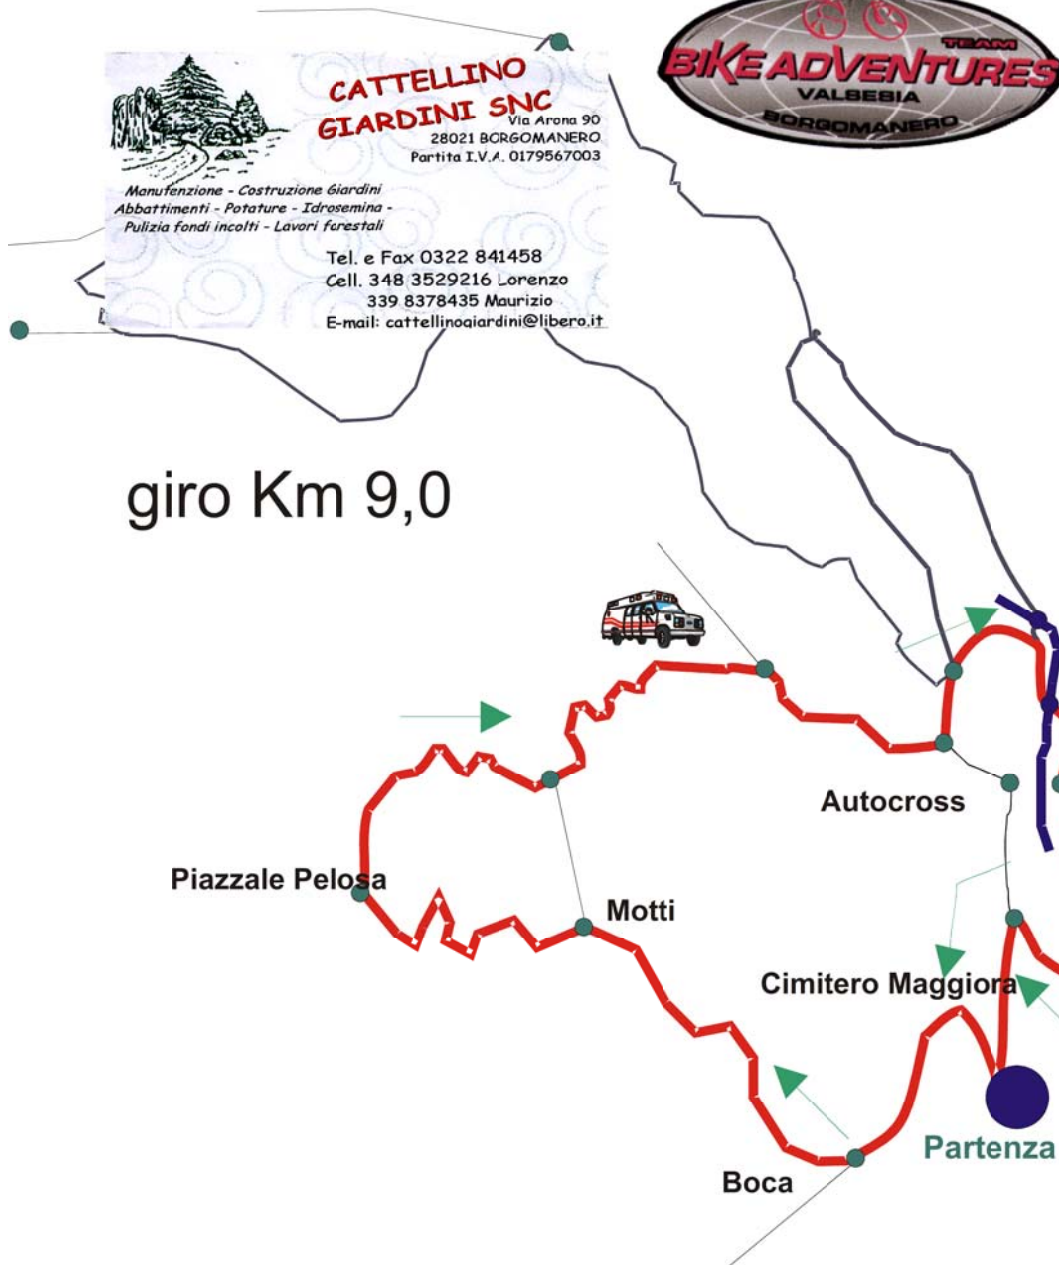 CATTELLINO
GIARDINI SNC
Via Arona 90
28021 BORGOMANERO
Partita I.V.A. 0179567003
Manutenzione - Costruzione Giardini
Abbattimenti - Potature - Idrosemina -
Pulizia fondi incolti - Lavori forestali
Tel. e Fax 0322 841458
Cell. 348 3529216 Lorenzo
339 8378435 Maurizio
E-mail: cattellinogiardini@libero.it
TEAM
BIKE ADVENTURES
VALSESIA
BORGOMANERO
giro Km 9,0
Autocross
Piazzale Pelosa
Motti
Cimitero Maggiora
Partenza
Boca